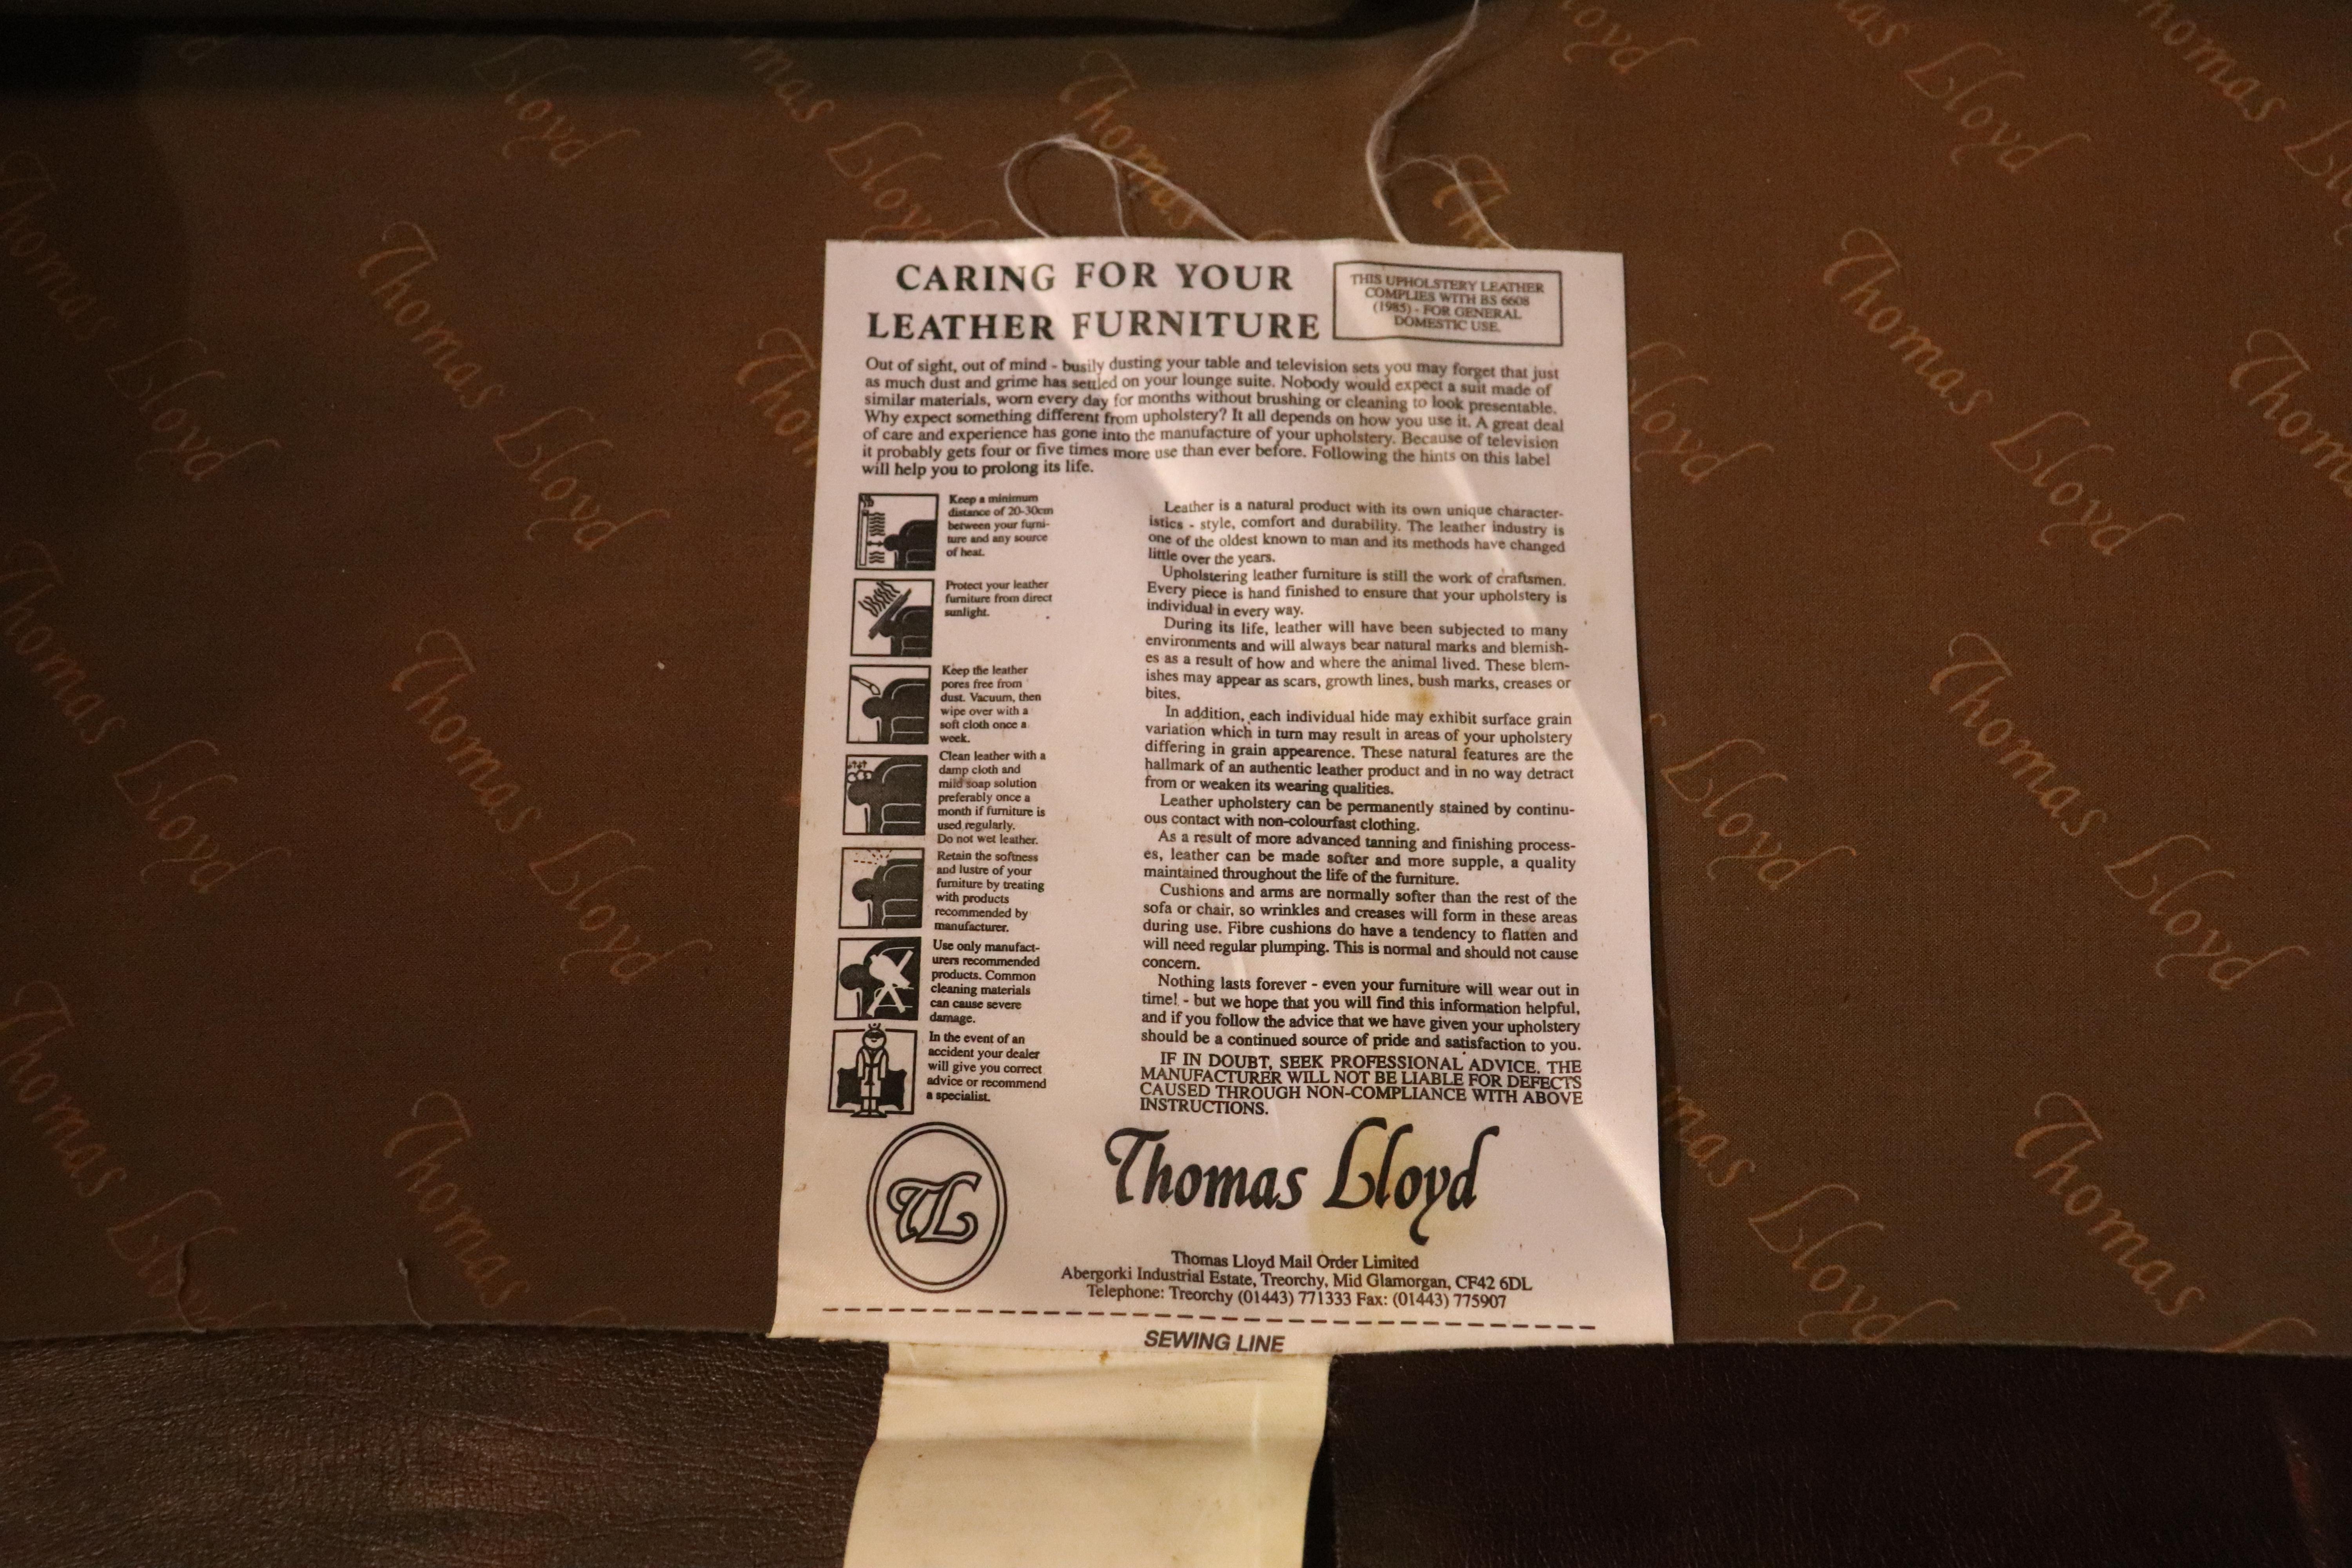 CARING FOR YOUR
LEATHER FURNITURE
THIS UPHOLSTERY LEATHER
COMPLIES WITH BS 6608
(1985) - FOR GENERAL
DOMESTIC USE.
Out of sight, out of mind - busily dusting your table and television sets you may forget that just
as much dust and grime has settled on your lounge suite. Nobody would expect a suit made of
similar materials, worn every day for months without brushing or cleaning to look presentable.
Why expect something different from upholstery? It all depends on how you use it. A great deal
of care and experience has gone into the manufacture of your upholstery. Because of television
it probably gets four or five times more use than ever before. Following the hints on this label
will help you to prolong its life.
Keep a minimum
distance of 20-30cm
between your furni-
ture and any source
of heat.
Protect your leather
furniture from direct
sunlight.
Keep the leather
pores free from
dust. Vacuum, then
wipe over with a
soft cloth once a
week.
Clean leather with a
damp cloth and
mild soap solution
preferably once a
month if furniture is
used regularly.
Do not wet leather.
Retain the softness
and lustre of your
furniture by treating
with products
recommended by
manufacturer.
Use only manufact-
urers recommended
products. Common
cleaning materials
can cause severe
damage.
In the event of an
accident your dealer
will give you correct
advice or recommend
a specialist.
Leather is a natural product with its own unique character-
istics - style, comfort and durability. The leather industry is
one of the oldest known to man and its methods have changed
little over the years.
Upholstering leather furniture is still the work of craftsmen.
Every piece is hand finished to ensure that your upholstery is
individual in every way.
During its life, leather will have been subjected to many
environments and will always bear natural marks and blemish-
es as a result of how and where the animal lived. These blem-
ishes may appear as scars, growth lines, bush marks, creases or
bites.
In addition, each individual hide may exhibit surface grain
variation which in turn may result in areas of your upholstery
differing in grain appearence. These natural features are the
hallmark of an authentic leather product and in no way detract
from or weaken its wearing qualities.
Leather upholstery can be permanently stained by continu-
ous contact with non-colourfast clothing.
As a result of more advanced tanning and finishing process-
es, leather can be made softer and more supple, a quality
maintained throughout the life of the furniture.
Cushions and arms are normally softer than the rest of the
sofa or chair, so wrinkles and creases will form in these areas
during use. Fibre cushions do have a tendency to flatten and
will need regular plumping. This is normal and should not cause
concern.
Nothing lasts forever - even your furniture will wear out in
time! - but we hope that you will find this information helpful,
and if you follow the advice that we have given your upholstery
should be a continued source of pride and satisfaction to you.
IF IN DOUBT, SEEK PROFESSIONAL ADVICE. THE
MANUFACTURER WILL NOT BE LIABLE FOR DEFECTS
CAUSED THROUGH NON-COMPLIANCE WITH ABOVE
INSTRUCTIONS.
TL
Thomas Lloyd
Thomas Lloyd Mail Order Limited
Abergorki Industrial Estate, Treorchy, Mid Glamorgan, CF42 6DL
Telephone: Treorchy (01443) 771333 Fax: (01443) 775907
SEWING LINE
Thomas Lloyd
Thomas Lloyd
Thomas Lloyd
Thomas Lloyd
Thomas Lloyd
Thomas Lloyd
Thomas Lloyd
Thomas Lloyd